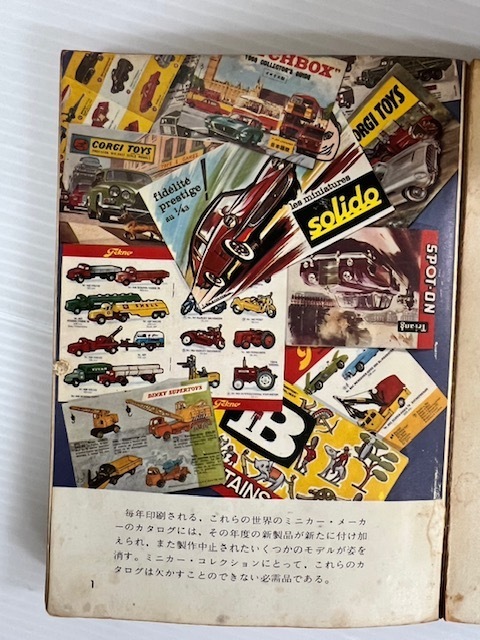 MATCHBOX"
COLLECTOR'S GUIDE
CORGI TOYS
CORGI TOYS
fidélité
prestige
au 1/43
les miniatures
solido
Tekno
SPOT-ON
Tri-ang
DINKY SUPERTOYS
Tekno
B
TAINS
毎年印刷される、これらの世界のミニカー・メーカ
ーのカタログには、その年度の新製品が新たに付け加
えられ、また製作中止されたいくつかのモデルが姿を
消す。ミニカー・コレクションにとって、これらのカ
タログは欠かすことのできない必需品である。
1